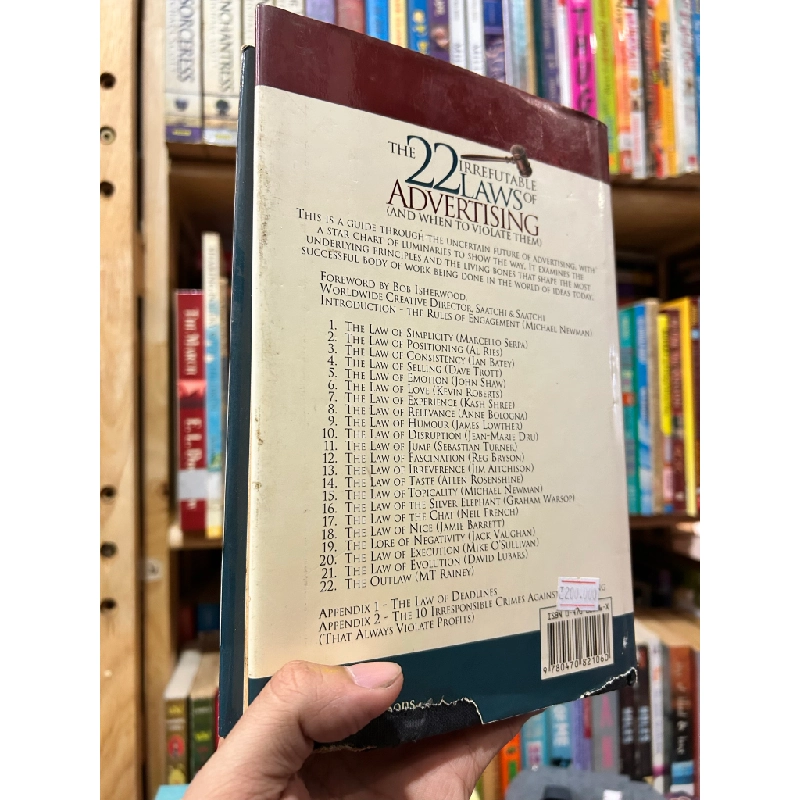 SORCERESS
ENCHANTRESS
THE MARCH
THE 22 IRREFUTABLE
LAWS OF
ADVERTISING
(AND WHEN TO VIOLATE THEM)
THIS IS A GUIDE THROUGH THE UNCERTAIN FUTURE OF ADVERTISING, WITH
A STAR CHART OF LUMINARIES TO SHOW THE WAY. IT EXAMINES THE
UNDERLYING PRINCIPLES AND THE LIVING BONES THAT SHAPE THE MOST
SUCCESSFUL BODY OF WORK BEING DONE IN THE WORLD OF IDEAS TODAY.
FOREWORD BY BOB ISHERWOOD,
WORLDWIDE CREATIVE DIRECTOR, SAATCHI & SAATCHI
INTRODUCTION - THE RULES OF ENGAGEMENT (MICHAEL NEWMAN)
1. THE LAW OF SIMPLICITY (MARCELLO SERPA)
2. THE LAW OF POSITIONING (AL RIES)
3. THE LAW OF CONSISTENCY (IAN BATEY)
4. THE LAW OF SELLING (DAVE TROTT)
5. THE LAW OF EMOTION (JOHN SHAW)
6. THE LAW OF LOVE (KEVIN ROBERTS)
7. THE LAW OF EXPERIENCE (KASH SHREE)
8. THE LAW OF RELEVANCE (ANNE BOLOGNA)
9. THE LAW OF HUMOUR (JAMES LOWTHER)
10. THE LAW OF DISRUPTION (JEAN-MARIE DRU)
11. THE LAW OF JUMP (SEBASTIAN TURNER)
12. THE LAW OF FASCINATION (REG BRYSON)
13. THE LAW OF IRREVERENCE (JIM AITCHISON)
14. THE LAW OF TASTE (ALLEN ROSENSHINE)
15. THE LAW OF TOPICALITY (MICHAEL NEWMAN)
16. THE LAW OF THE SILVER ELEPHANT (GRAHAM WARSOP)
17. THE LAW OF THE CHAT (NEIL FRENCH)
18. THE LAW OF NICE (JAMIE BARRETT)
19. THE LORE OF NEGATIVITY (JACK VAUGHAN)
20. THE LAW OF EXECUTION (MIKE O'SULLIVAN)
21. THE LAW OF EVOLUTION (DAVID LUBARS)
22. THE OUTLAW (MT RAINEY)
APPENDIX 1 - THE LAW OF DEADLINES
APPENDIX 2 - THE 10 IRRESPONSIBLE CRIMES AGAINST
(THAT ALWAYS VIOLATE PROFITS)
ISBN 0-470
9 780470 821060